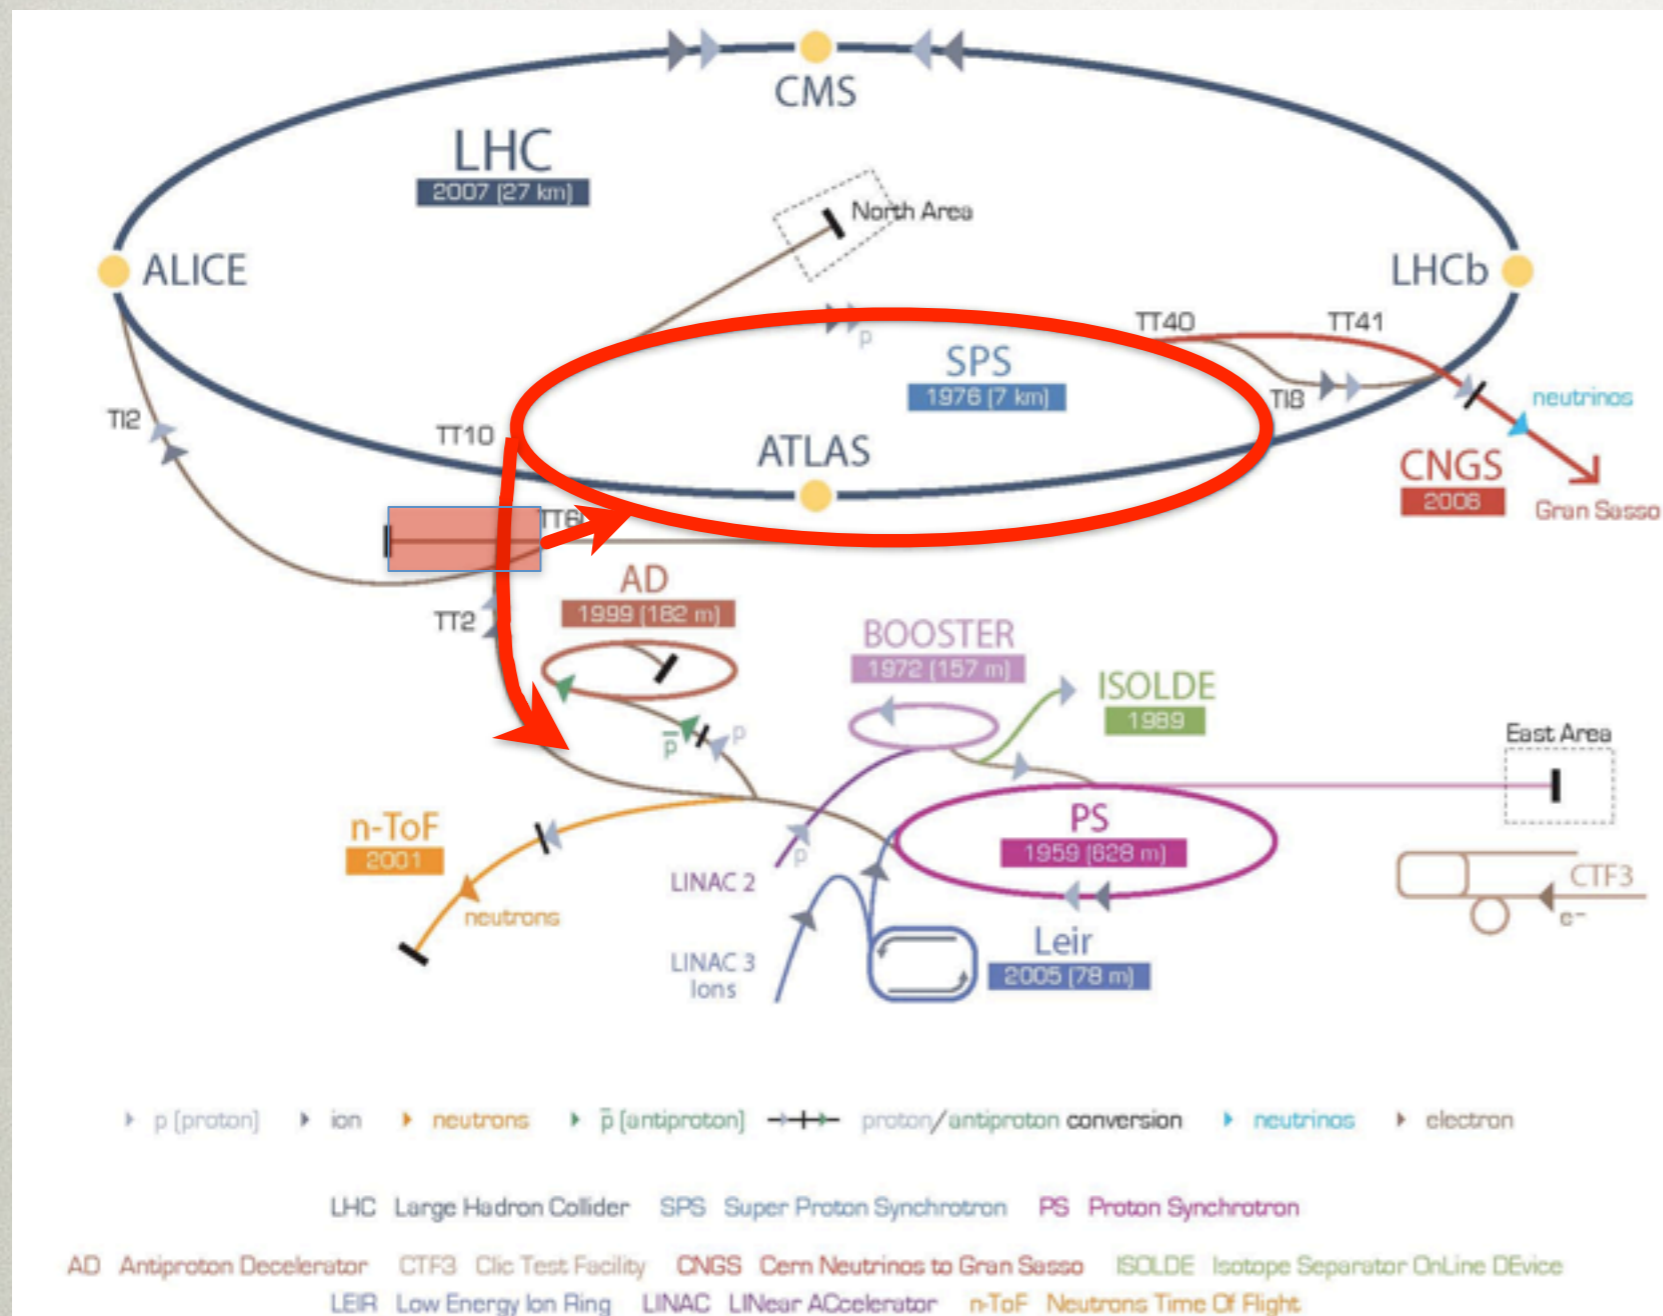 CMS
LHC
2007 (27 km)
North Area
ALICE
LHCb
p
TT40
TT41
SPS
1976 (7 km)
TI8
neutrinos
TI2
TT10
ATLAS
CNGS
2006
Gran Sasso
AD
1999 (182 m)
TT2
BOOSTER
1972 (157 m)
ISOLDE
1989
p̄
p
East Area
n-ToF
2001
PS
1959 (628 m)
p
LINAC 2
CTF3
e-
neutrons
LINAC 3
Ions
Leir
2005 (78 m)
p (proton) ion neutrons p̄ (antiproton) proton/antiproton conversion neutrinos electron
LHC Large Hadron Collider SPS Super Proton Synchrotron PS Proton Synchrotron
AD Antiproton Decelerator CTF3 Clic Test Facility CNGS Cern Neutrinos to Gran Sasso ISOLDE Isotope Separator OnLine DEvice
LEIR Low Energy Ion Ring LINAC LINear ACcelerator n-ToF Neutrons Time Of Flight